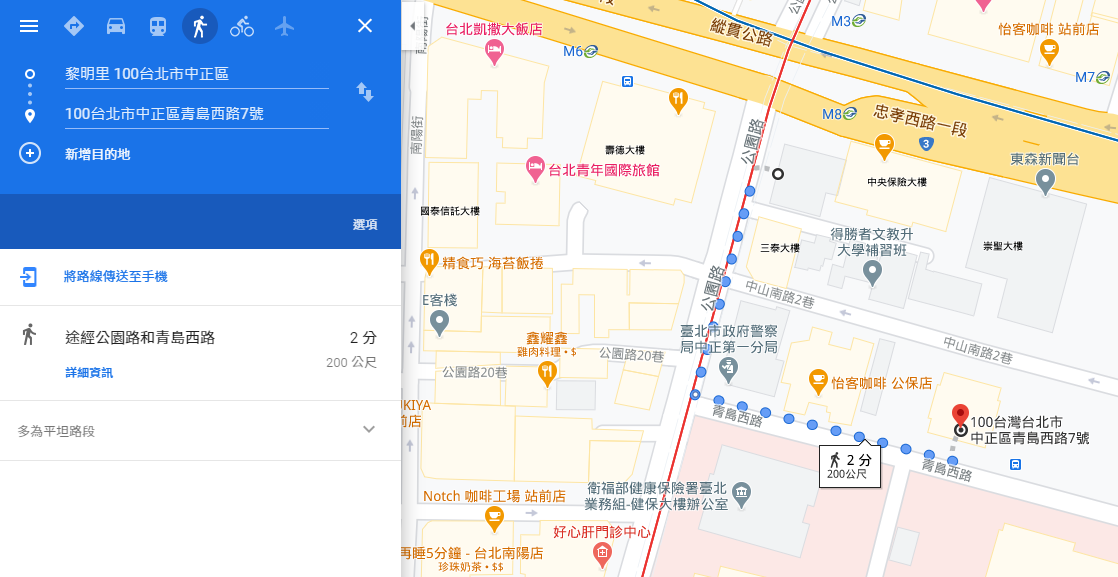 黎明里 100台北市中正區
100台北市中正區青島西路7號
新增目的地
選項
將路線傳送至手機
途經公園路和青島西路
2 分
200 公尺
詳細資訊
多為平坦路段
台北凱撒大飯店
M6
縱貫公路
M3
怡客咖啡 站前店
M7
M8
忠孝西路一段
3
南陽街
公園路
壽德大樓
台北青年國際旅館
中央保險大樓
東森新聞台
國泰信託大樓
三泰大樓
得勝者文教升
大學補習班
崇聖大樓
精食巧 海苔飯捲
公園路
中山南路2巷
E客棧
臺北市政府警察
局中正第一分局
鑫耀鑫
雞肉料理 • $
公園路20巷
中山南路2巷
公園路20巷
怡客咖啡 公保店
UKIYA
前店
青島西路
100台灣台北市
中正區青島西路7號
2 分
200公尺
青島西路
Notch 咖啡工場 站前店
衛福部健康保險署臺北
業務組-健保大樓辦公室
好心肝門診中心
再睡5分鐘 - 台北南陽店
珍珠奶茶 • $$